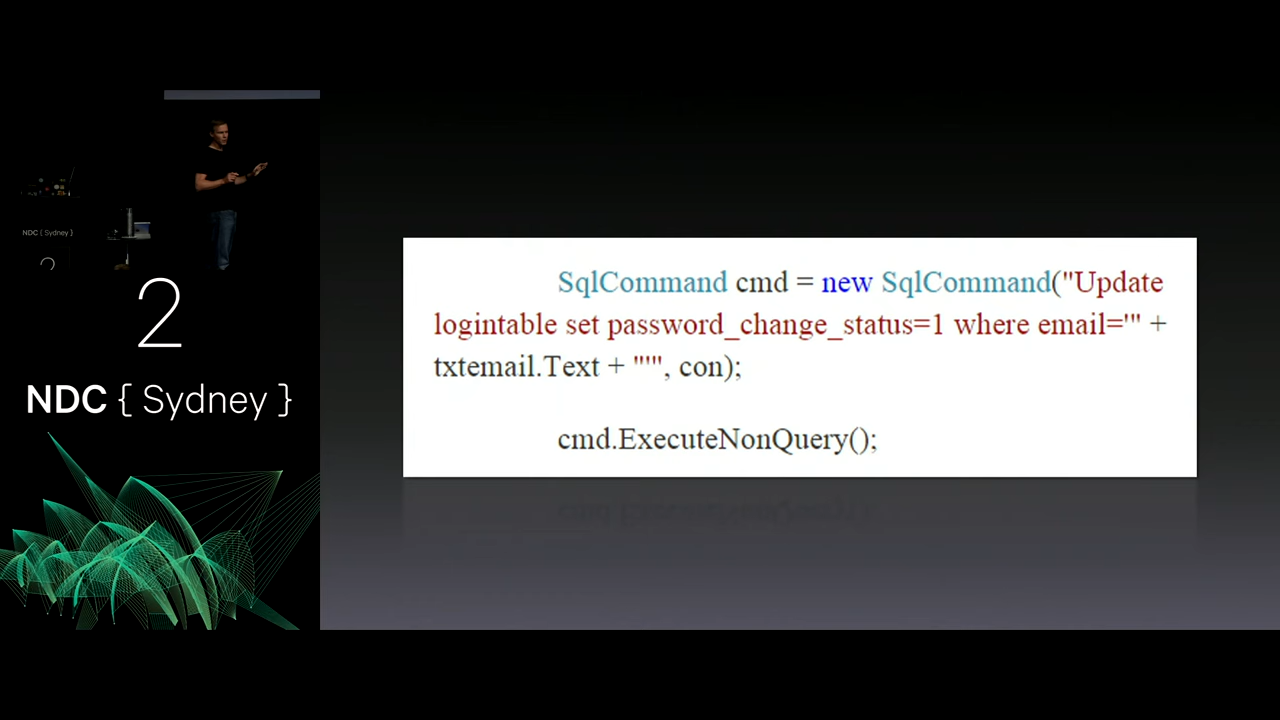 NDC { Sydney }
2
2
NDC { Sydney }
SqlCommand cmd = new SqlCommand("Update
logintable set password_change_status=1 where email='" +
txtemail.Text + "'", con);
cmd.ExecuteNonQuery();